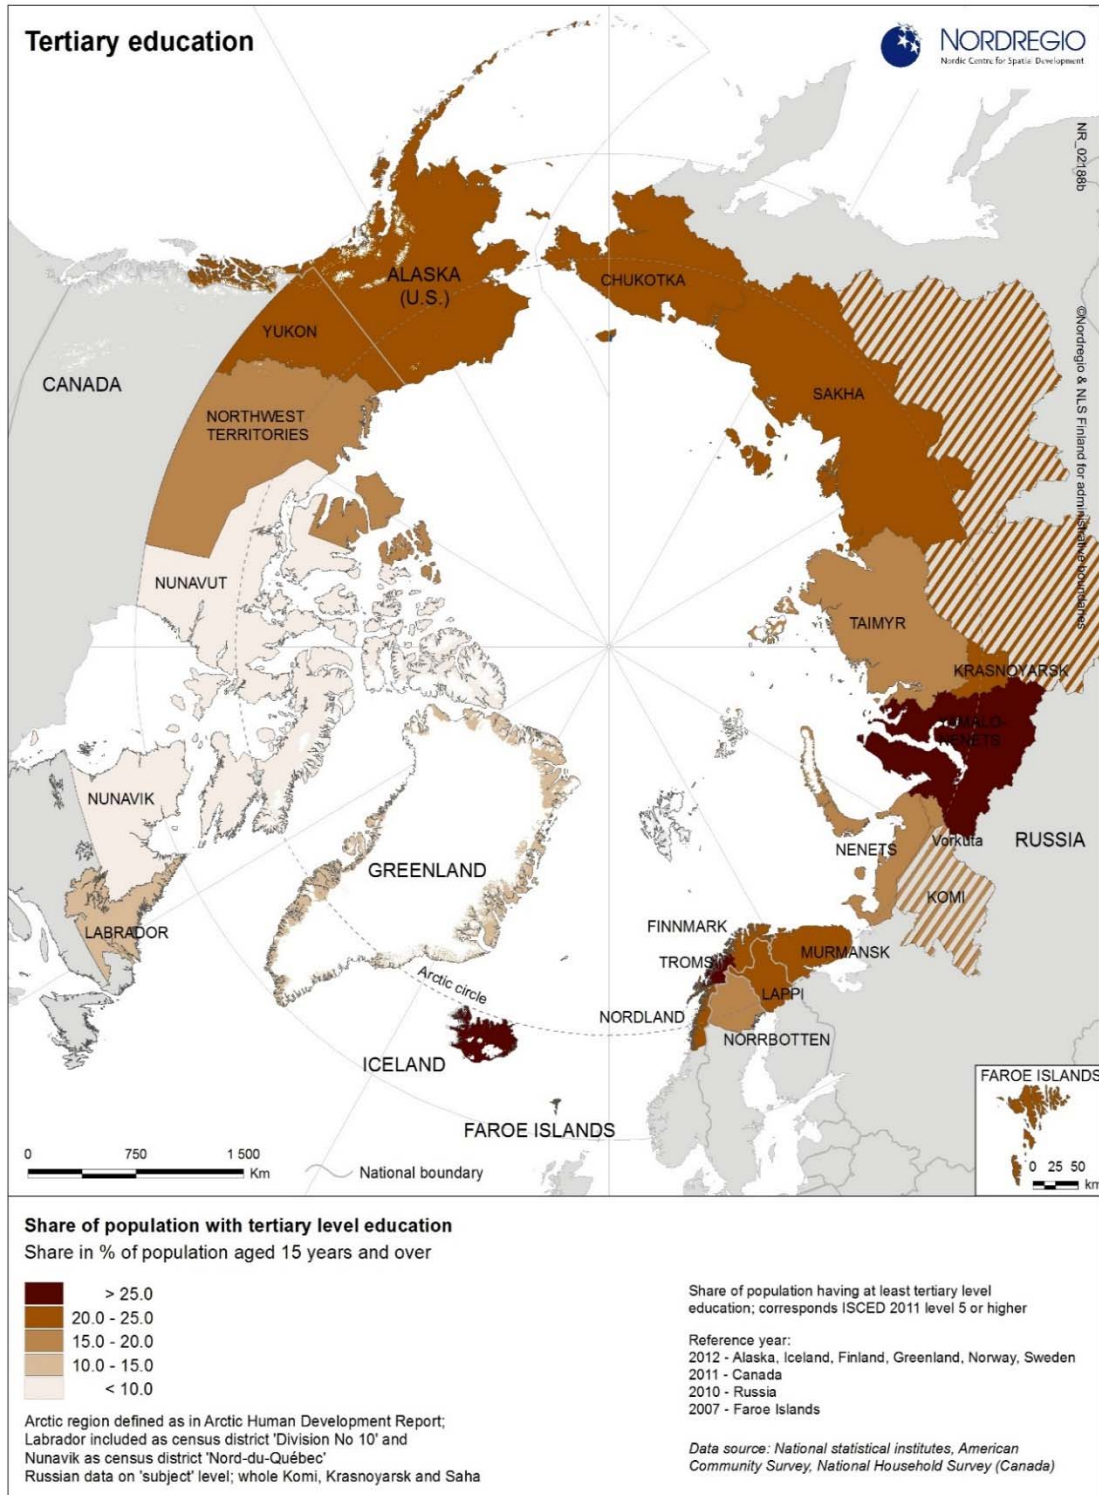 Tertiary education
NORDREGIO
Nordic Centre for Spatial Development
NR_02188b
©Nordregio & NLS Finland for administrative boundaries
ALASKA
(U.S.)
CHUKOTKA
YUKON
CANADA
NORTHWEST
TERRITORIES
SAKHA
NUNAVUT
TAIMYR
KRASNOYARSK
YAMALO-
NENETS
NUNAVIK
RUSSIA
Vorkuta
NENETS
GREENLAND
KOMI
LABRADOR
FINNMARK
MURMANSK
TROMS
Arctic circle
LAPPI
NORDLAND
NORRBOTTEN
ICELAND
FAROE ISLANDS
FAROE ISLANDS
0 25 50
km
0 750 1 500
Km
National boundary
Share of population with tertiary level education
Share in % of population aged 15 years and over
> 25.0
20.0 - 25.0
15.0 - 20.0
10.0 - 15.0
< 10.0
Arctic region defined as in Arctic Human Development Report;
Labrador included as census district 'Division No 10' and
Nunavik as census district 'Nord-du-Québec'
Russian data on 'subject' level; whole Komi, Krasnoyarsk and Saha
Share of population having at least tertiary level
education; corresponds ISCED 2011 level 5 or higher
Reference year:
2012 - Alaska, Iceland, Finland, Greenland, Norway, Sweden
2011 - Canada
2010 - Russia
2007 - Faroe Islands
Data source: National statistical institutes, American
Community Survey, National Household Survey (Canada)